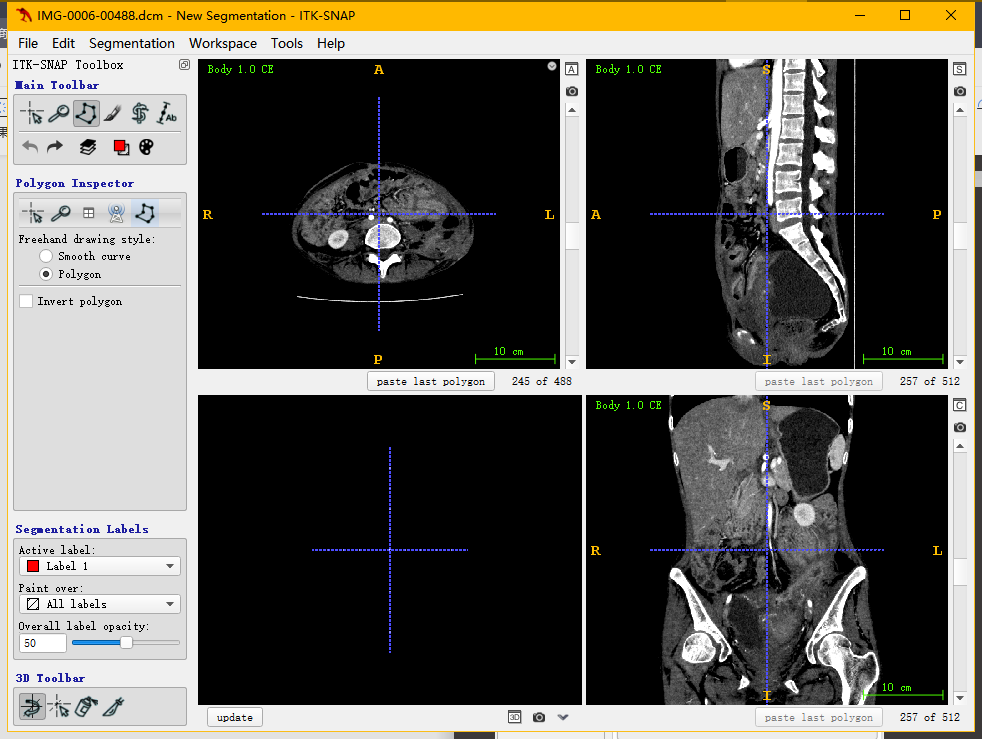 IMG-0006-00488.dcm - New Segmentation - ITK-SNAP
File Edit Segmentation Workspace Tools Help
ITK-SNAP Toolbox
Main Toolbar
Ab
Polygon Inspector
Freehand drawing style:
Smooth curve
Polygon
Invert polygon
Segmentation Labels
Active label:
Label 1
Paint over:
All labels
Overall label opacity:
50
3D Toolbar
Body 1.0 CE
A
A
R
L
P
10 cm
paste last polygon
245 of 488
Body 1.0 CE
S
S
A
P
I
10 cm
paste last polygon
257 of 512
update
3D
Body 1.0 CE
S
C
R
L
I
10 cm
paste last polygon
257 of 512